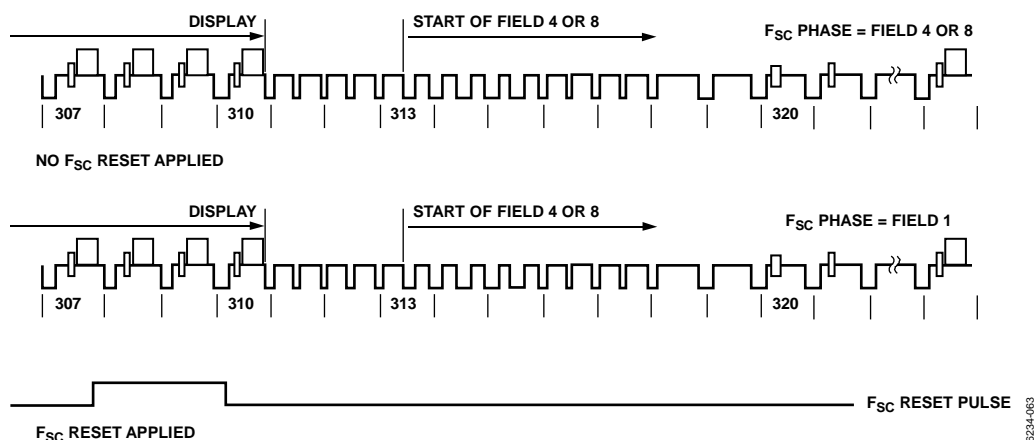 DISPLAY
START OF FIELD 4 OR 8
FSC PHASE = FIELD 4 OR 8
307
310
313
320
NO FSC RESET APPLIED
DISPLAY
START OF FIELD 4 OR 8
FSC PHASE = FIELD 1
307
310
313
320
FSC RESET PULSE
FSC RESET APPLIED
6234-063